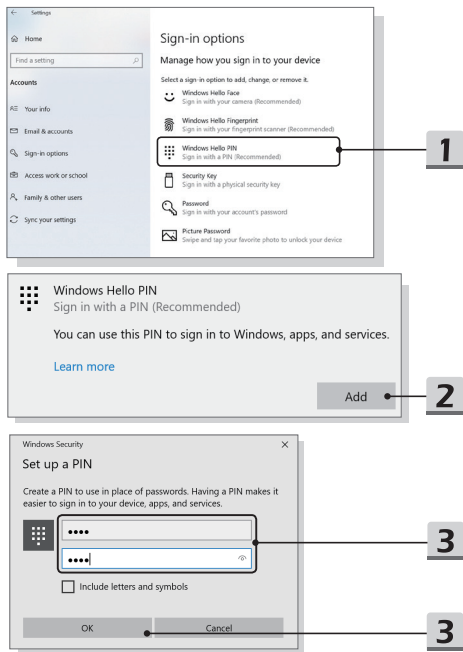 Settings
Home
Find a setting
Accounts
Your info
Email & accounts
Sign-in options
Access work or school
Family & other users
Sync your settings
Sign-in options
Manage how you sign in to your device
Select a sign-in option to add, change, or remove it.
Windows Hello Face
Sign in with your camera (Recommended)
Windows Hello Fingerprint
Sign in with your fingerprint scanner (Recommended)
Windows Hello PIN
Sign in with a PIN (Recommended)
Security Key
Sign in with a physical security key
Password
Sign in with your account's password
Picture Password
Swipe and tap your favorite photo to unlock your device
1
Windows Hello PIN
Sign in with a PIN (Recommended)
You can use this PIN to sign in to Windows, apps, and services.
Learn more
Add
2
Windows Security
Set up a PIN
Create a PIN to use in place of passwords. Having a PIN makes it
easier to sign in to your device, apps, and services.
••••
••••
3
Include letters and symbols
OK
Cancel
3